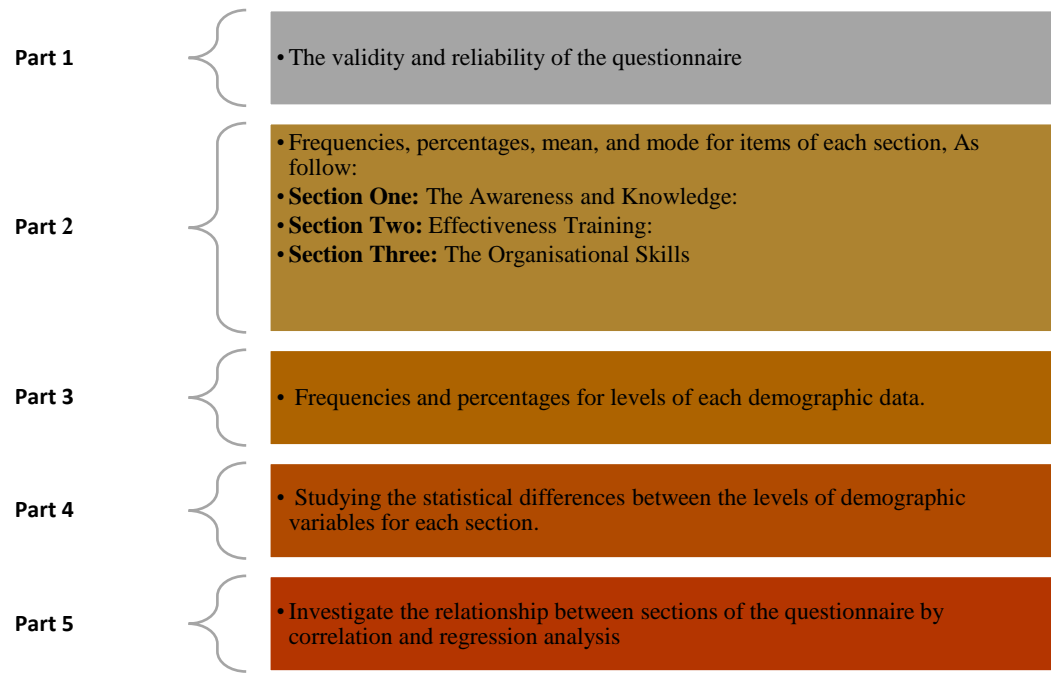 Part 1
• The validity and reliability of the questionnaire
Part 2
• Frequencies, percentages, mean, and mode for items of each section, As
follow:
• Section One: The Awareness and Knowledge:
• Section Two: Effectiveness Training:
• Section Three: The Organisational Skills
Part 3
• Frequencies and percentages for levels of each demographic data.
Part 4
• Studying the statistical differences between the levels of demographic
variables for each section.
Part 5
• Investigate the relationship between sections of the questionnaire by
correlation and regression analysis